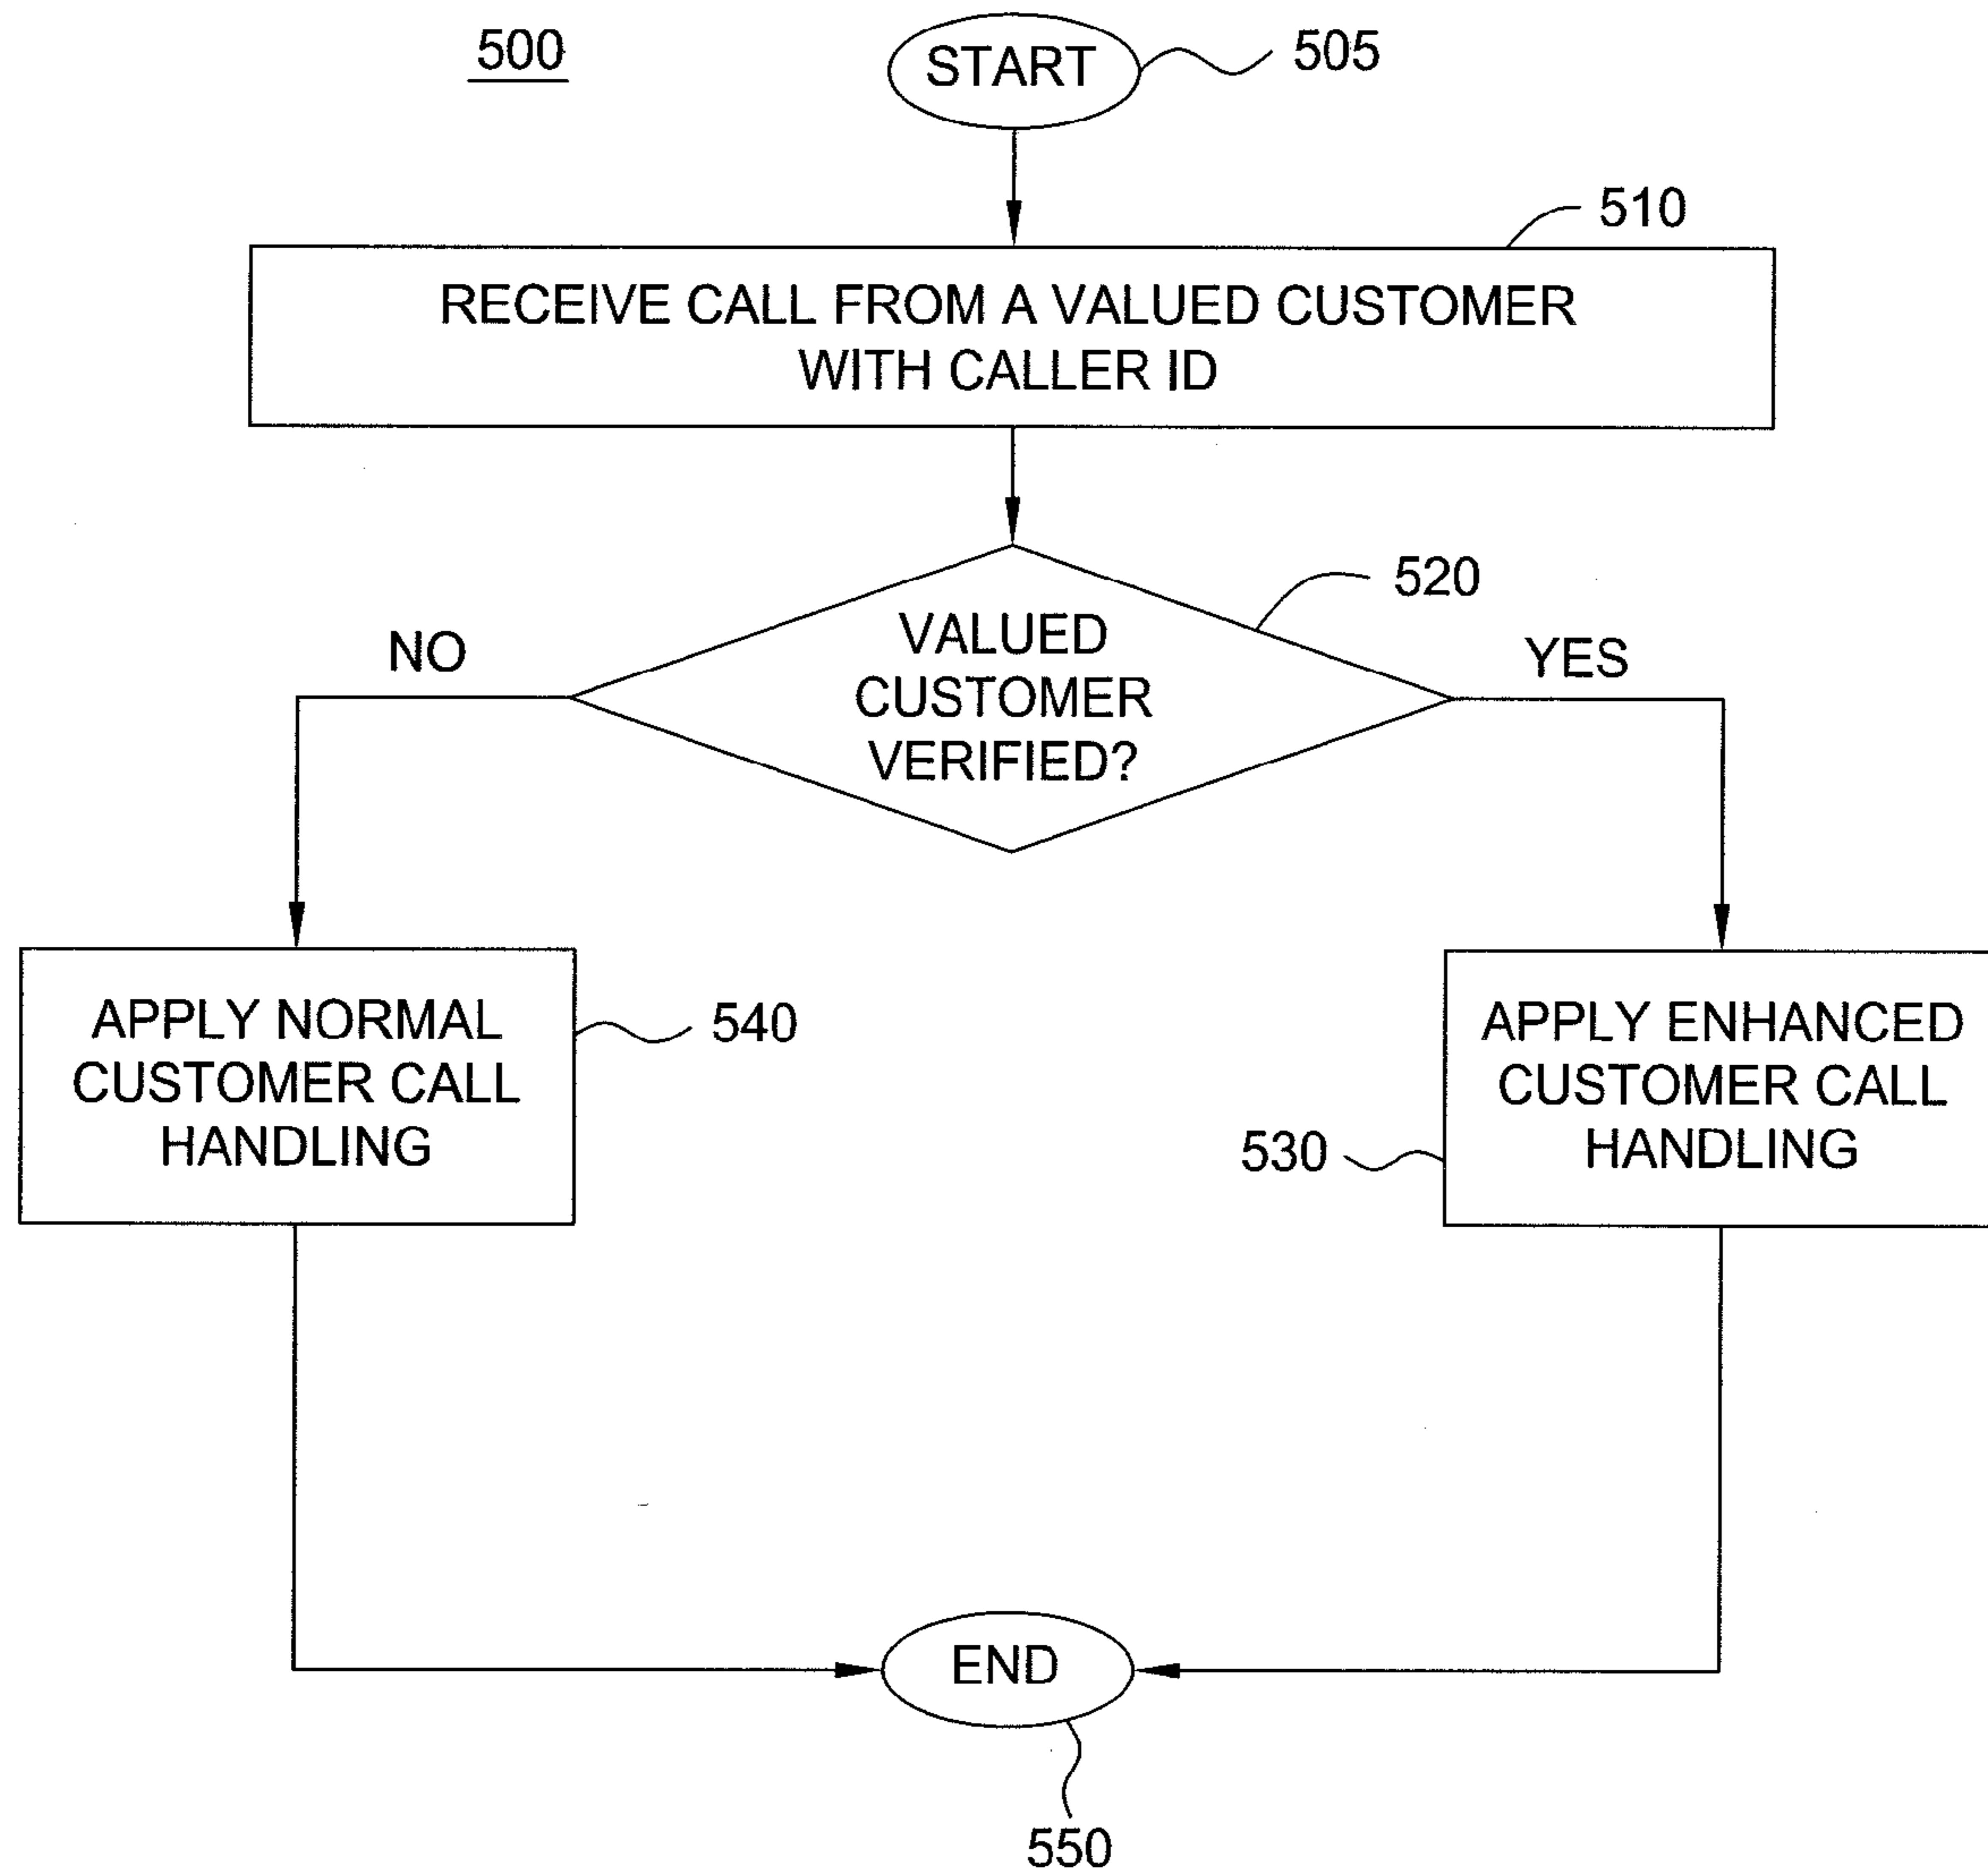 500
START
505
510
RECEIVE CALL FROM A VALUED CUSTOMER
WITH CALLER ID
520
VALUED
CUSTOMER
VERIFIED?
NO
YES
APPLY NORMAL
CUSTOMER CALL
HANDLING
540
APPLY ENHANCED
CUSTOMER CALL
HANDLING
530
END
550